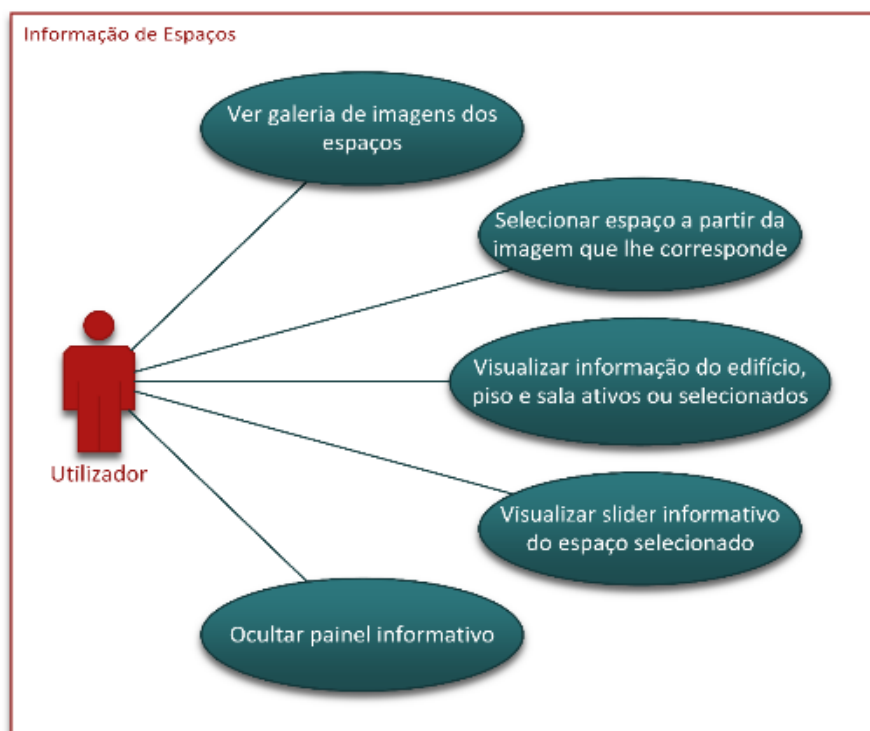 Informação de Espaços
Ver galeria de imagens dos
espaços
Selecionar espaço a partir da
imagem que lhe corresponde
Visualizar informação do edifício,
piso e sala ativos ou selecionados
Utilizador
Visualizar slider informativo
do espaço selecionado
Ocultar painel informativo